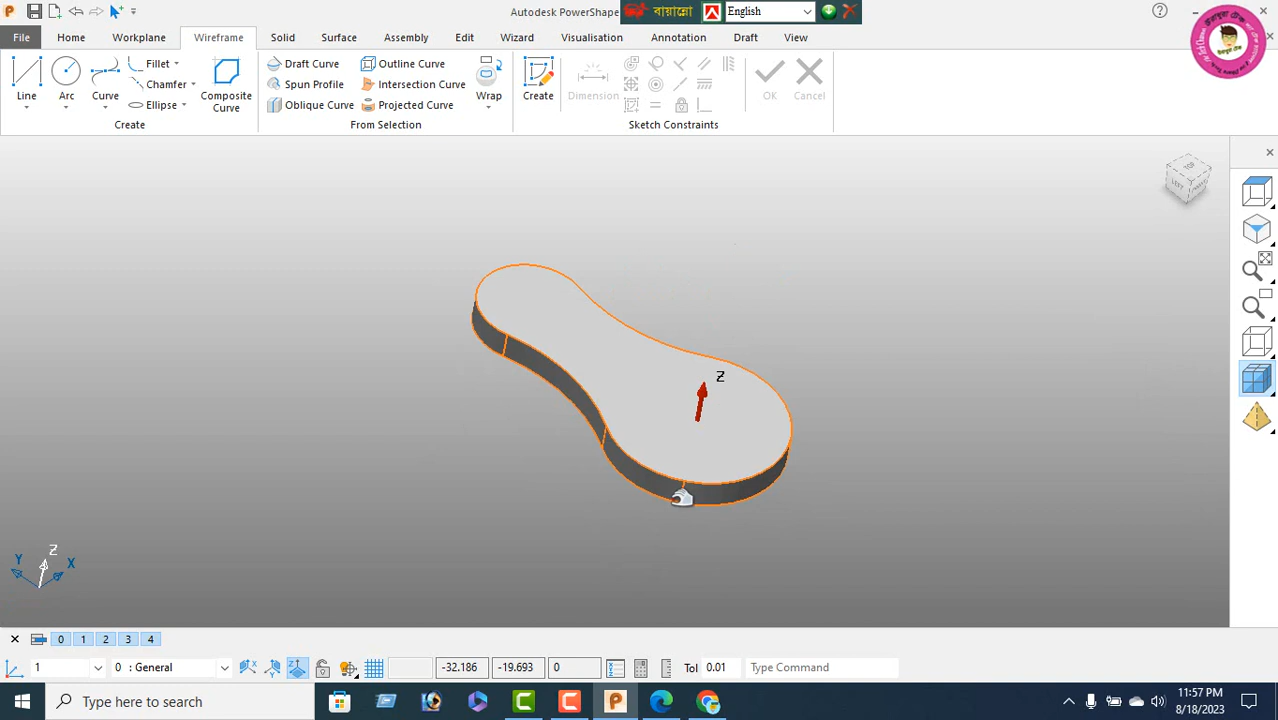 Autodesk PowerShape
বায়ান্নো
English
File
Home
Workplane
Wireframe
Solid
Surface
Assembly
Edit
Wizard
Visualisation
Annotation
Draft
View
Line
Arc
Curve
Fillet
Chamfer
Ellipse
Composite Curve
Create
Draft Curve
Spun Profile
Oblique Curve
Outline Curve
Intersection Curve
Projected Curve
Wrap
From Selection
Create
Dimension
OK
Cancel
Sketch Constraints
TOP
LEFT
Z
Z
Y
X
0 1 2 3 4
1
0 : General
-32.186
-19.693
0
Tol 0.01
Type Command
Type here to search
11:57 PM
8/18/2023